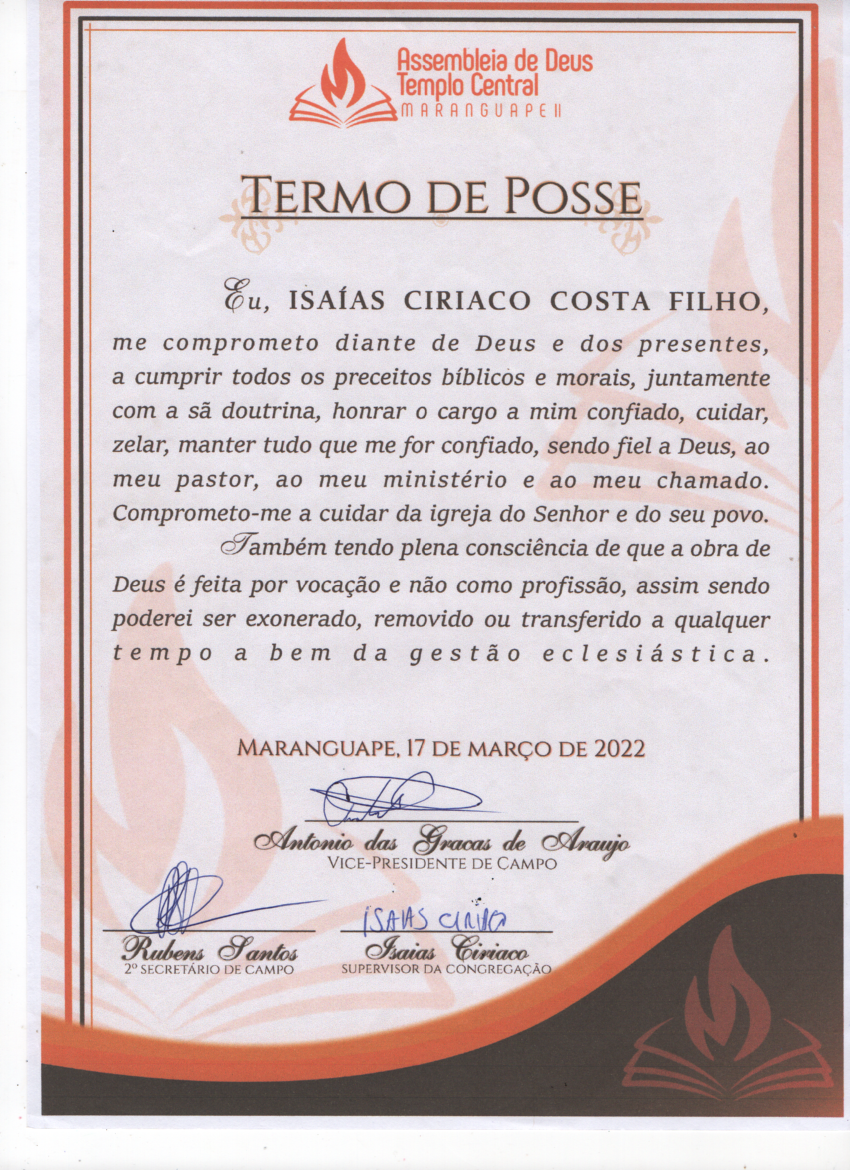 Assembleia de Deus
Templo Central
MARANGUAPE II
TERMO DE POSSE
Eu, ISAÍAS CIRIACO COSTA FILHO,
me comprometo diante de Deus e dos presentes,
a cumprir todos os preceitos bíblicos e morais, juntamente
com a sã doutrina, honrar o cargo a mim confiado, cuidar,
zelar, manter tudo que me for confiado, sendo fiel a Deus, ao
meu pastor, ao meu ministério e ao meu chamado.
Comprometo-me a cuidar da igreja do Senhor e do seu povo.
Também tendo plena consciência de que a obra de
Deus é feita por vocação e não como profissão, assim sendo
poderei ser exonerado, removido ou transferido a qualquer
tempo a bem da gestão eclesiástica.
MARANGUAPE, 17 DE MARÇO DE 2022
Antonio das Gracas de Araujo
VICE-PRESIDENTE DE CAMPO
ISAIAS CIRIACO
Rubens Santos
2º SECRETÁRIO DE CAMPO
Isaias Ciriaco
SUPERVISOR DA CONGREGAÇÃO